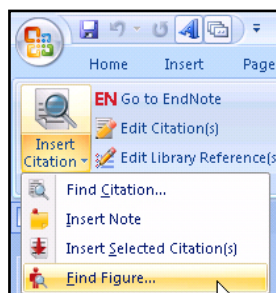 Home Insert Page
EN Go to EndNote
Edit Citation(s)
Insert
Citation
Edit Library Reference(s
Find Citation...
Insert Note
Insert Selected Citation(s)
Find Figure...